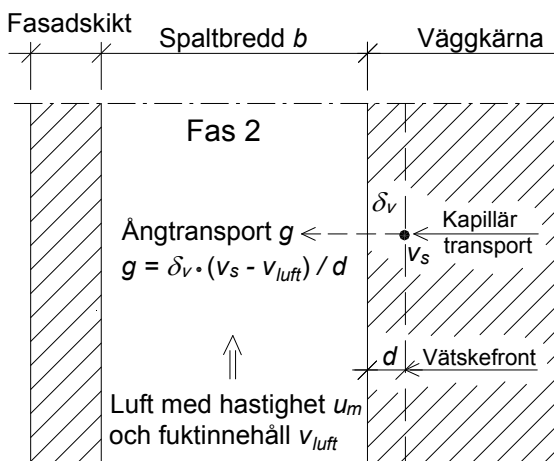 Fasadskikt
Spaltbredd b
Väggkärna
Fas 2
δv
Ångtransport g
g = δv · (vs - vluft) / d
Kapillär
transport
vs
d
Vätskefront
Luft med hastighet um
och fuktinnehåll vluft